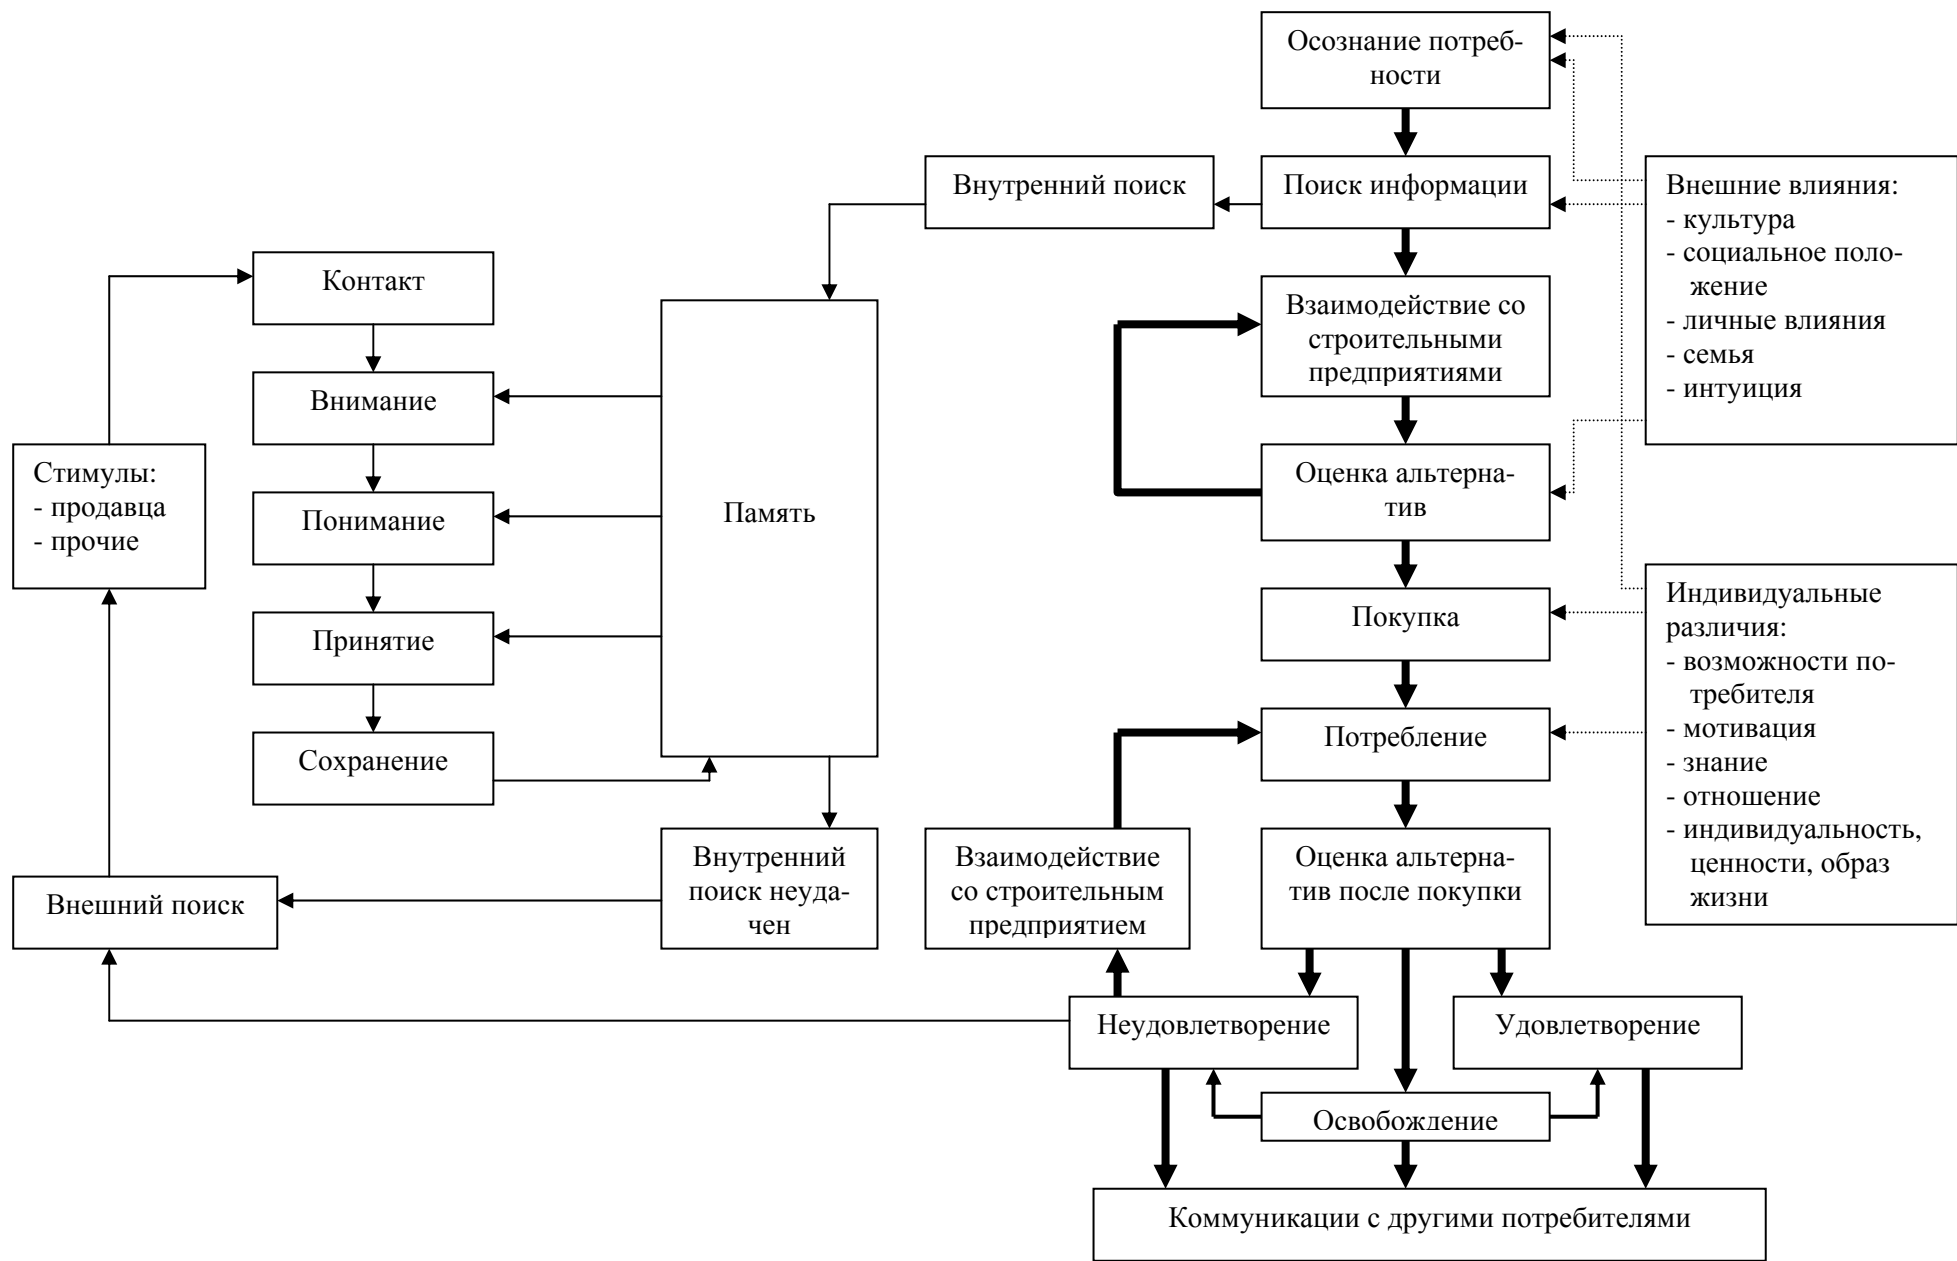 Осознание потреб-
ности
Внутренний поиск
Поиск информации
Внешние влияния:
- культура
- социальное поло-
жение
- личные влияния
- семья
- интуиция
Контакт
Взаимодействие со
строительными
предприятиями
Внимание
Стимулы:
- продавца
- прочие
Понимание
Память
Оценка альтерна-
тив
Принятие
Покупка
Индивидуальные
различия:
- возможности по-
требителя
- мотивация
- знание
- отношение
- индивидуальность,
ценности, образ
жизни
Сохранение
Потребление
Внешний поиск
Внутренний
поиск неуда-
чен
Взаимодействие
со строительным
предприятием
Оценка альтерна-
тив после покупки
Неудовлетворение
Удовлетворение
Освобождение
Коммуникации с другими потребителями